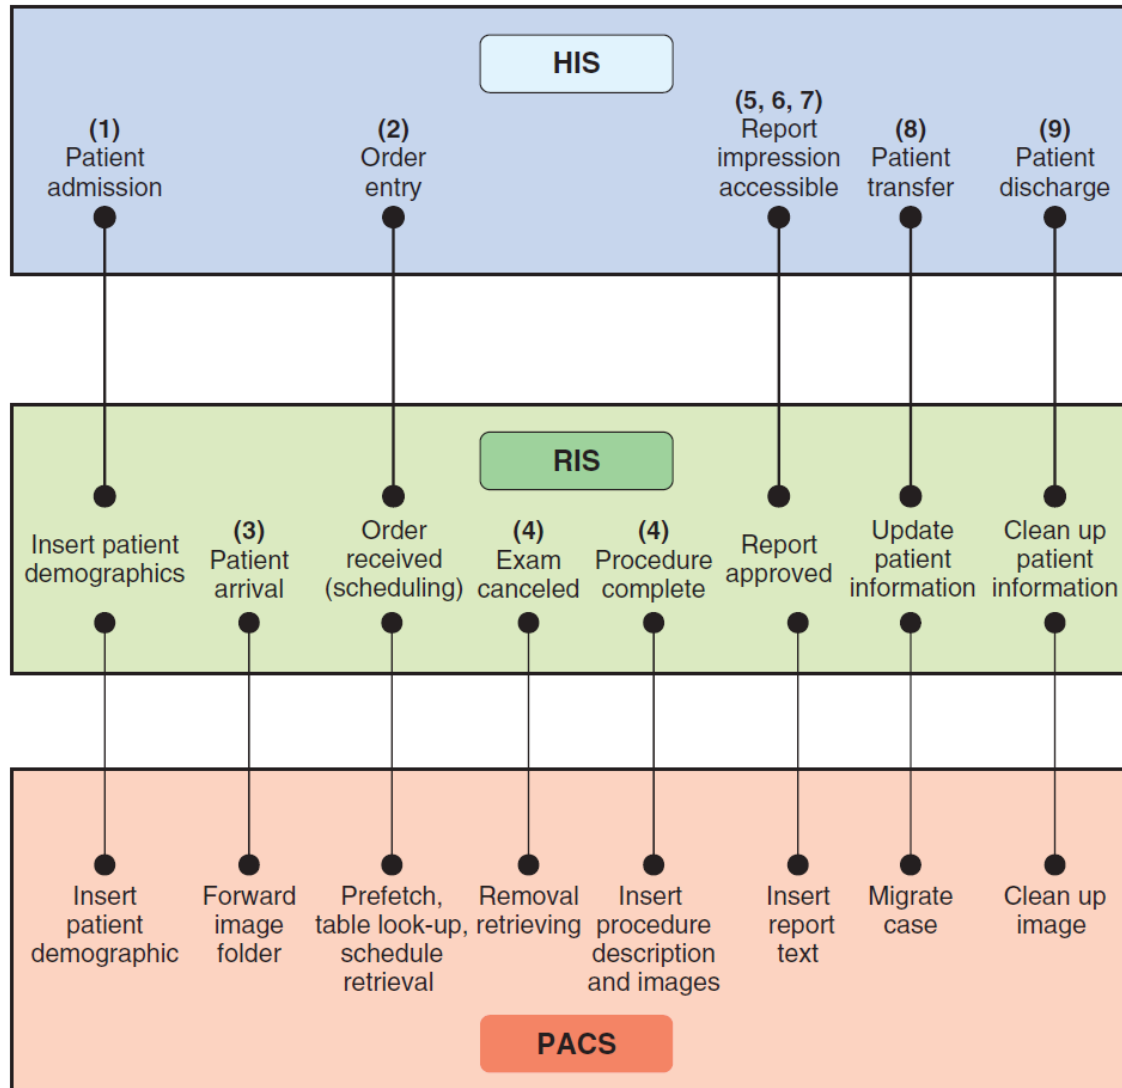 HIS
(1)
Patient
admission
(2)
Order
entry
(5, 6, 7)
Report
impression
accessible
(8)
Patient
transfer
(9)
Patient
discharge
RIS
Insert patient
demographics
(3)
Patient
arrival
Order
received
(scheduling)
(4)
Exam
canceled
(4)
Procedure
complete
Report
approved
Update
patient
information
Clean up
patient
information
Insert
patient
demographic
Forward
image
folder
Prefetch,
table look-up,
schedule
retrieval
Removal
retrieving
Insert
procedure
description
and images
Insert
report
text
Migrate
case
Clean up
image
PACS